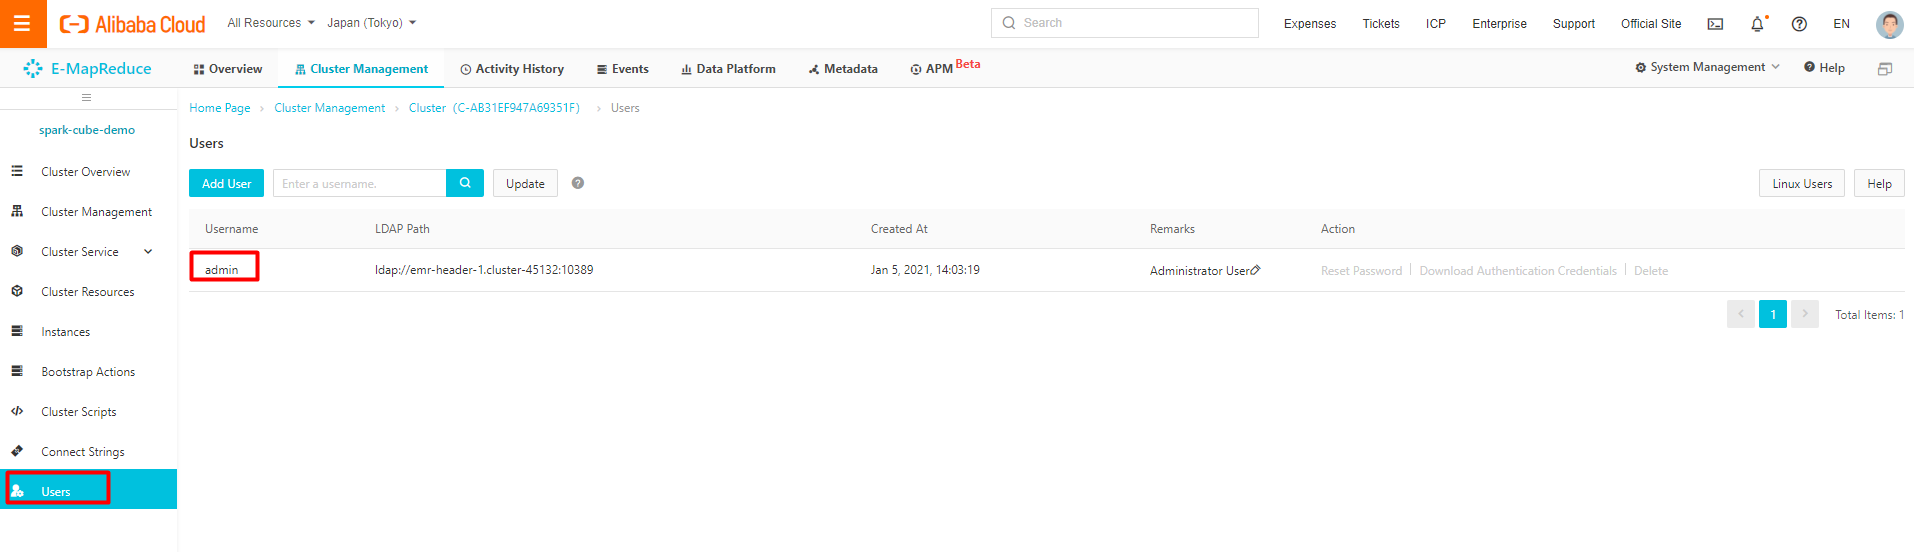 Alibaba Cloud All Resources Japan (Tokyo) Search Expenses Tickets ICP Enterprise Support Official Site EN
E-MapReduce Overview Cluster Management Activity History Events Data Platform Metadata APM Beta System Management Help
Home Page › Cluster Management › Cluster (C-AB31EF947A69351F) › Users
spark-cube-demo
Cluster Overview
Cluster Management
Cluster Service
Cluster Resources
Instances
Bootstrap Actions
Cluster Scripts
Connect Strings
Users
Users
Add User Enter a username. Update Linux Users Help
Username LDAP Path Created At Remarks Action
admin ldap://emr-header-1.cluster-45132:10389 Jan 5, 2021, 14:03:19 Administrator User Reset Password | Download Authentication Credentials | Delete
‹ 1 › Total Items: 1